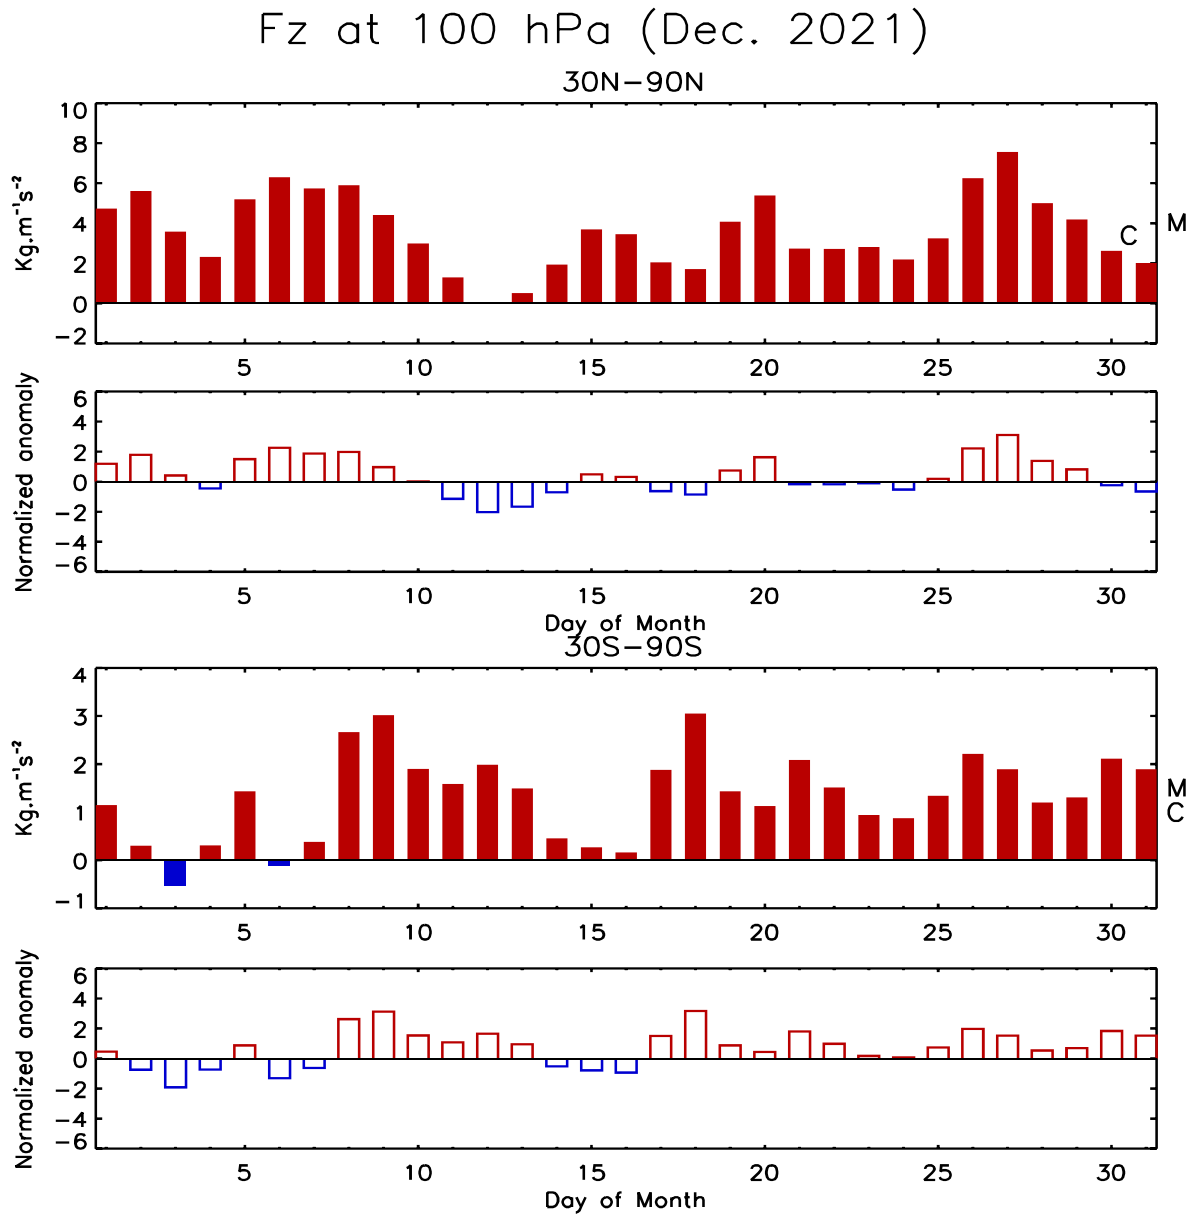 Fz at 100 hPa (Dec. 2021)
30N−90N
10
8
6
4
2
0
−2
Kg.m⁻¹s⁻²
M
C
5 10 15 20 25 30
6
4
2
0
−2
−4
−6
Normalized anomaly
5 10 15 20 25 30
Day of Month
30S−90S
4
3
2
1
0
−1
Kg.m⁻¹s⁻²
M
C
5 10 15 20 25 30
6
4
2
0
−2
−4
−6
Normalized anomaly
5 10 15 20 25 30
Day of Month